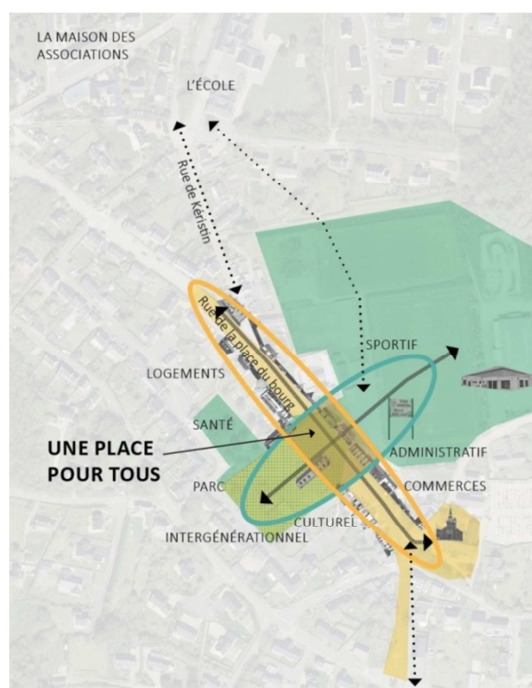 LA MAISON DES
ASSOCIATIONS
L'ÉCOLE
Rue de Kéristin
Rue de la place du bourg
SPORTIF
LOGEMENTS
SANTÉ
UNE PLACE
POUR TOUS
ADMINISTRATIF
PARC
COMMERCES
CULTUREL
INTERGÉNÉRATIONNEL